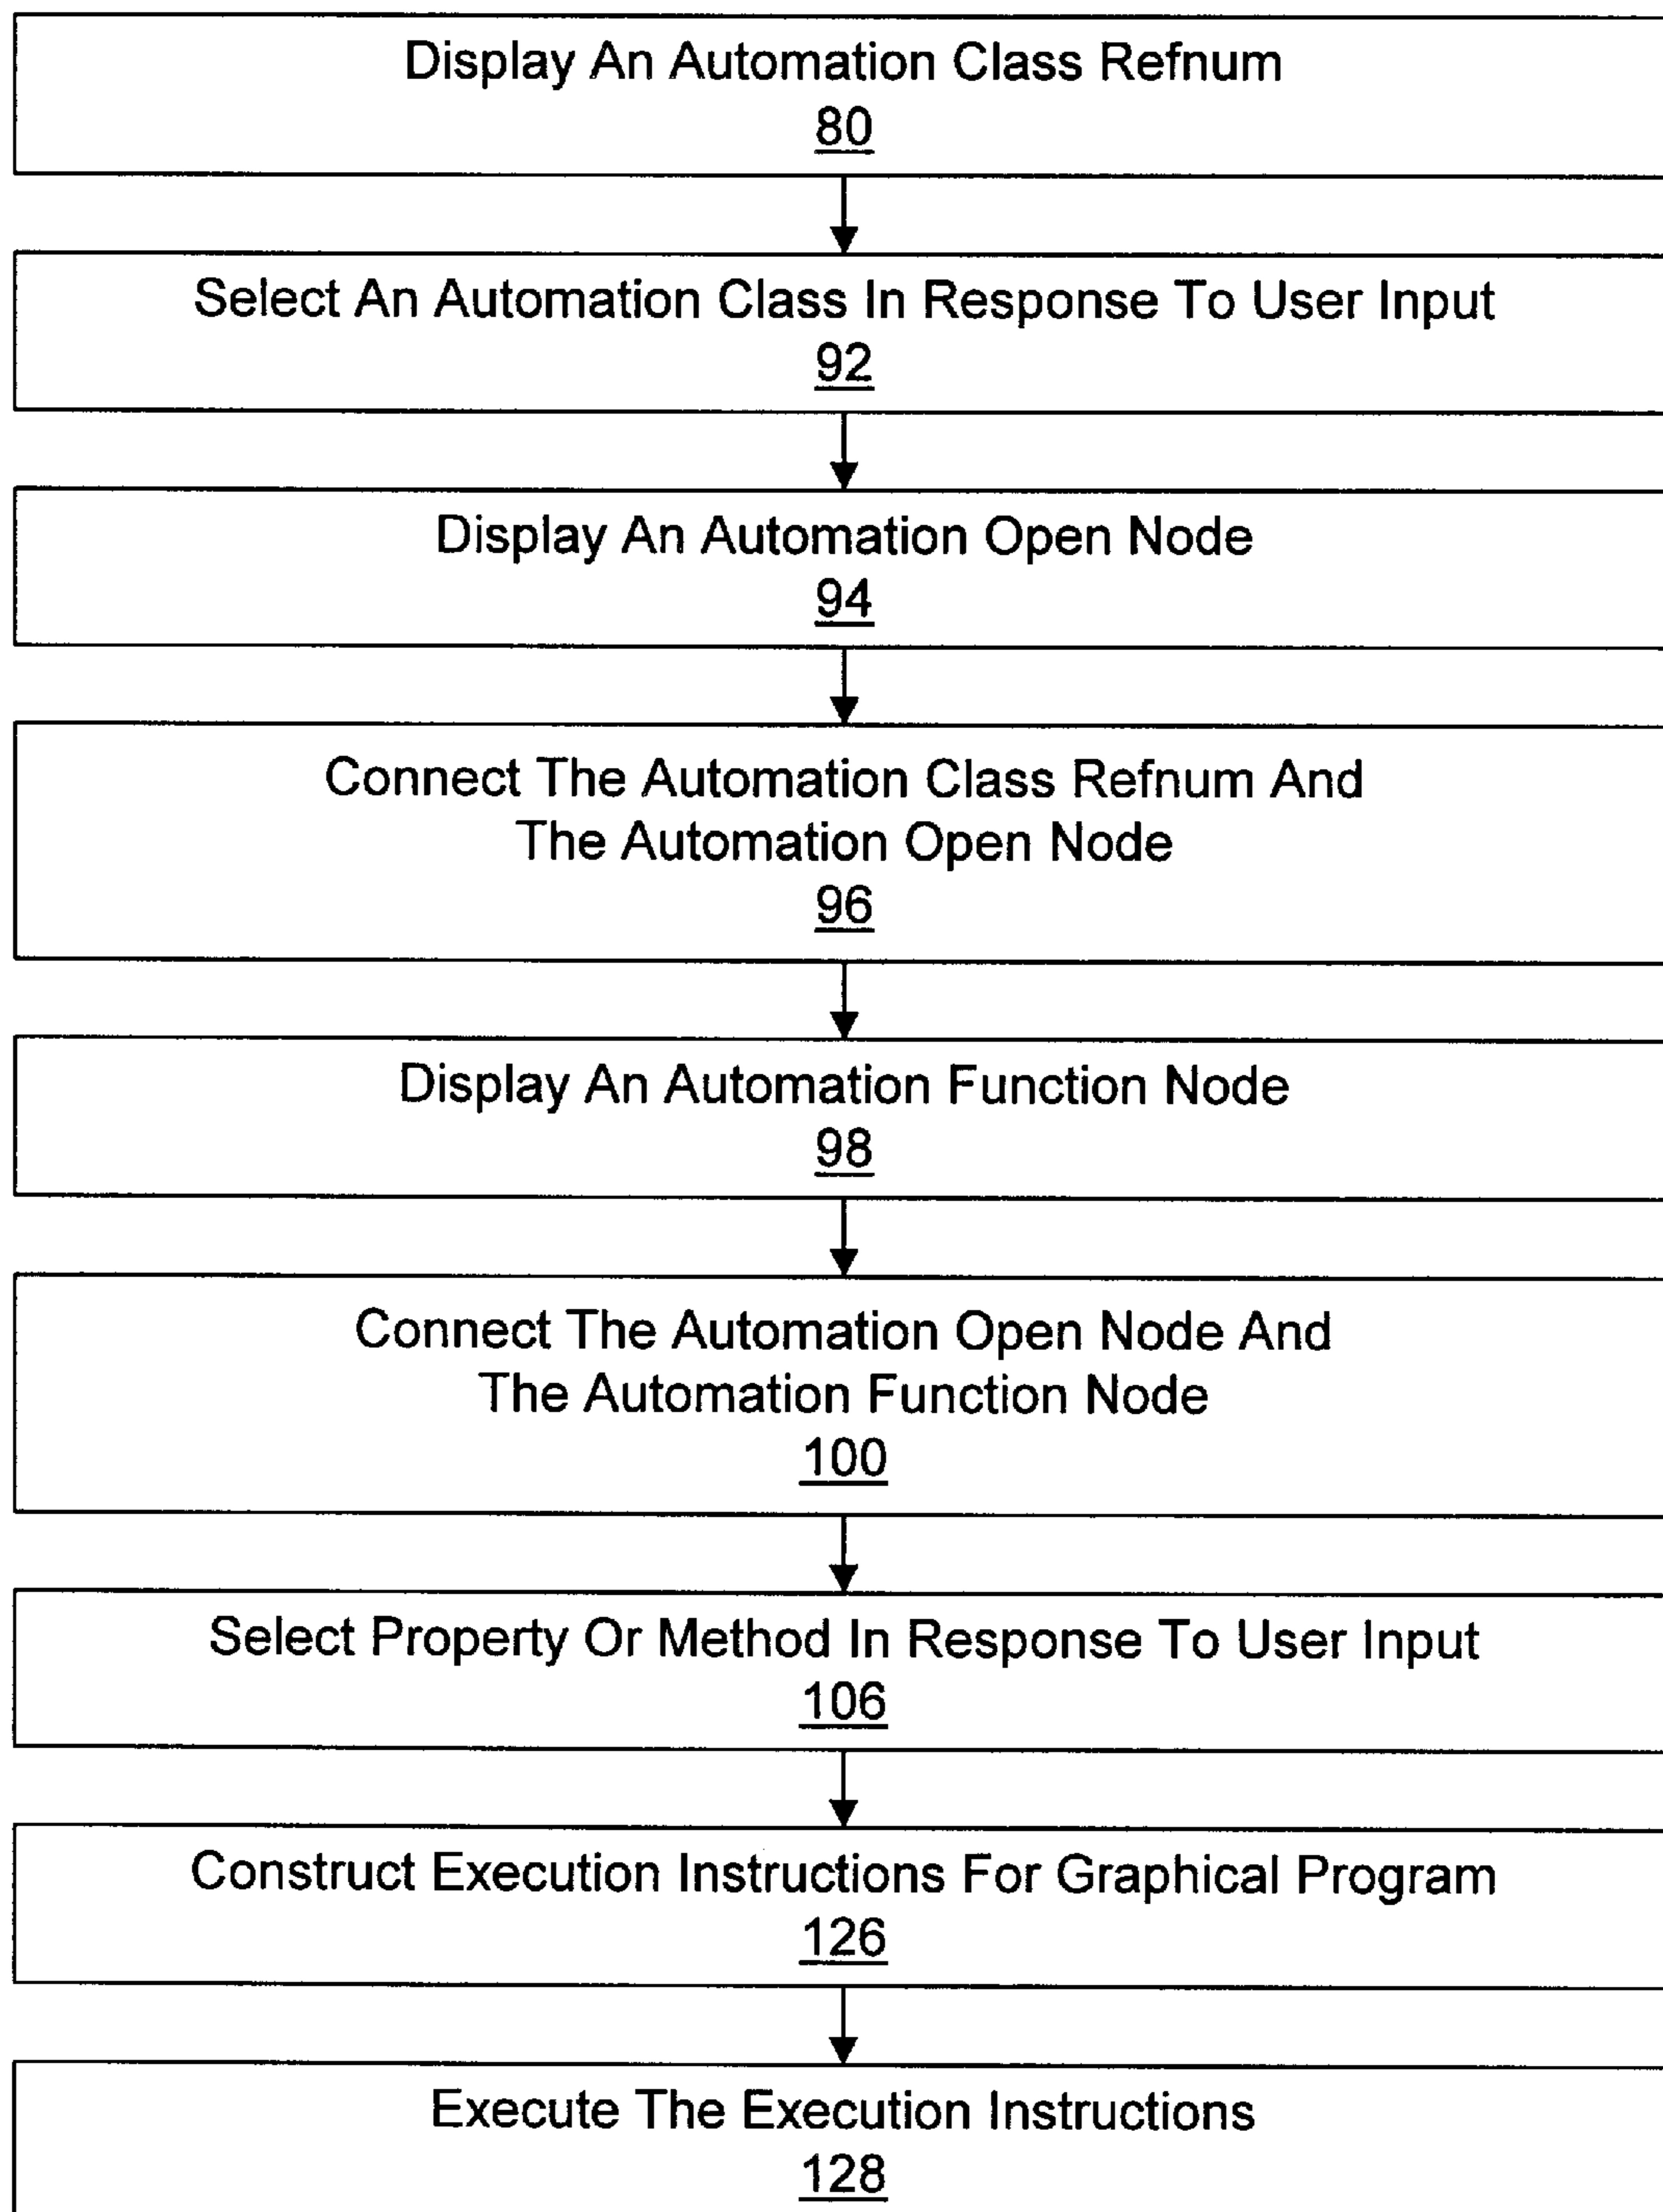 Display An Automation Class Refnum
80
Select An Automation Class In Response To User Input
92
Display An Automation Open Node
94
Connect The Automation Class Refnum And
The Automation Open Node
96
Display An Automation Function Node
98
Connect The Automation Open Node And
The Automation Function Node
100
Select Property Or Method In Response To User Input
106
Construct Execution Instructions For Graphical Program
126
Execute The Execution Instructions
128